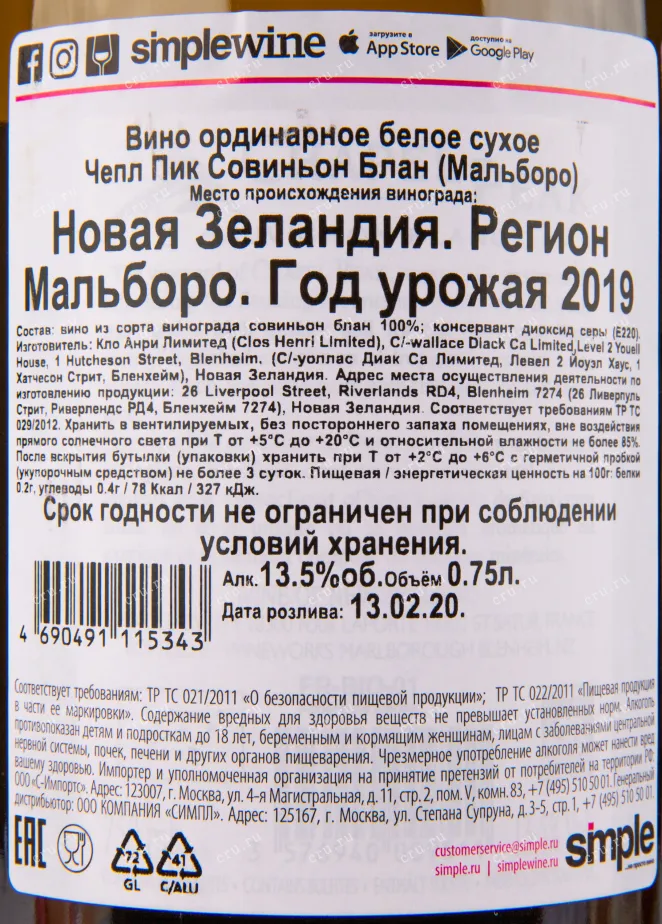 simplewine загрузите в App Store доступно на Google Play
Вино ординарное белое сухое
Чепл Пик Совиньон Блан (Мальборо)
Место происхождения винограда:
Новая Зеландия. Регион
Мальборо. Год урожая 2019
Состав: вино из сорта винограда совиньон блан 100%; консервант диоксид серы (Е220).
Изготовитель: Кло Анри Лимитед (Clos Henri Limited), C/-wallace Diack Ca Limited,Level 2 Youell
House, 1 Hutcheson Street, Blenheim. (С/-уоллас Диак Са Лимитед, Левел 2 Йоуэл Хаус, 1
Хатчесон Стрит, Бленхейм), Новая Зеландия. Адрес места осуществления деятельности по
изготовлению продукции: 26 Liverpool Street, Riverlands RD4, Blenheim 7274 (26 Ливерпуль
Стрит, Риверлендс РД4, Бленхейм 7274), Новая Зеландия. Соответствует требованиям ТР ТС
029/2012. Хранить в вентилируемых, без постороннего запаха помещениях, вне воздействия
прямого солнечного света при Т от +5°С до +20°С и относительной влажности не более 85%.
После вскрытия бутылки (упаковки) хранить при Т от +2°С до +6°С с герметичной пробкой
(укупорочным средством) не более 3 суток. Пищевая / энергетическая ценность на 100г: белки
0.2г, углеводы 0.4г / 78 Ккал / 327 кДж.
Срок годности не ограничен при соблюдении
условий хранения.
Алк.13.5%об.Объём 0.75л.
Дата розлива: 13.02.20.
4 690491 115343
Соответствует требованиям: ТР ТС 021/2011 «О безопасности пищевой продукции»; ТР ТС 022/2011 «Пищевая продукция
в части ее маркировки». Содержание вредных для здоровья веществ не превышает установленных норм. Алкоголь
противопоказан детям и подросткам до 18 лет, беременным и кормящим женщинам, лицам с заболеваниями центральной
нервной системы, почек, печени и других органов пищеварения. Чрезмерное употребление алкоголя может нанести вред
вашему здоровью. Импортер и уполномоченная организация на принятие претензий от потребителей на территории РФ:
ООО «С-Импортс». Адрес: 123007, г. Москва, ул. 4-я Магистральная, д. 11, стр. 2, пом. V, комн. 83, +7 (495) 510 50 01. Генеральный
дистрибьютор: ООО КОМПАНИЯ «СИМПЛ». Адрес: 125167, г. Москва, ул. Степана Супруна, д. 3-5, стр. 1, +7 (495) 510 50 01.
EAC 72 GL 41 C/ALU
customerservice@simple.ru
simple.ru | simplewine.ru
simple